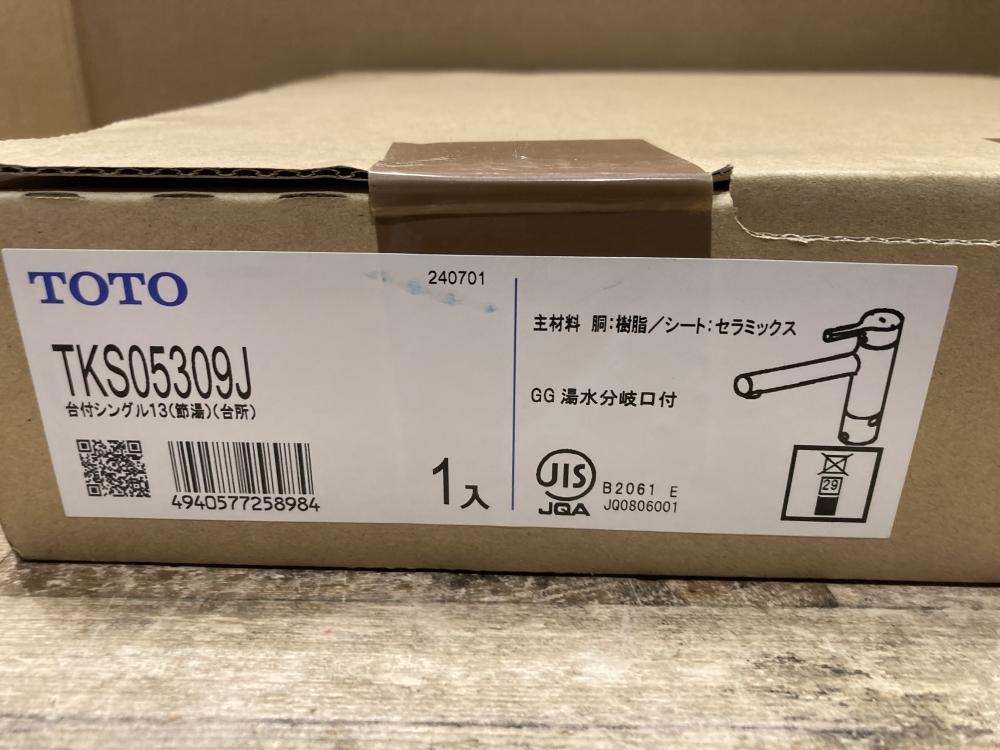 TOTO
240701
TKS05309J
台付シングル13(節湯)(台所)
4940577258984
1入
主材料 胴:樹脂/シート:セラミックス
GG 湯水分岐口付
JIS
JQA
B2061 E
JQ0806001
29